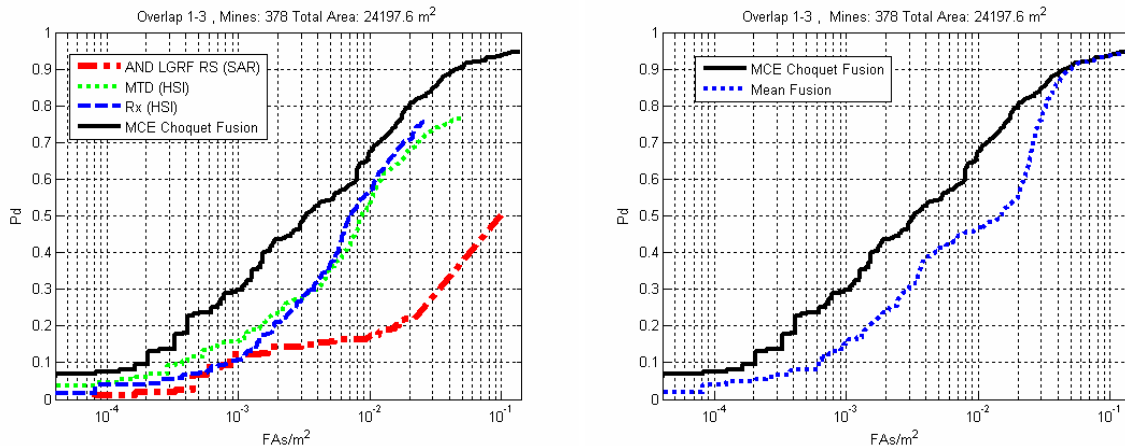 Overlap 1-3 , Mines: 378 Total Area: 24197.6 m²
1
0.9
0.8
0.7
0.6
0.5
0.4
0.3
0.2
0.1
0
Pd
AND LGRF RS (SAR)
MTD (HSI)
Rx (HSI)
MCE Choquet Fusion
10⁻⁴
10⁻³
10⁻²
10⁻¹
FAs/m²
Overlap 1-3 , Mines: 378 Total Area: 24197.6 m²
1
0.9
0.8
0.7
0.6
0.5
0.4
0.3
0.2
0.1
0
Pd
MCE Choquet Fusion
Mean Fusion
10⁻⁴
10⁻³
10⁻²
10⁻¹
FAs/m²